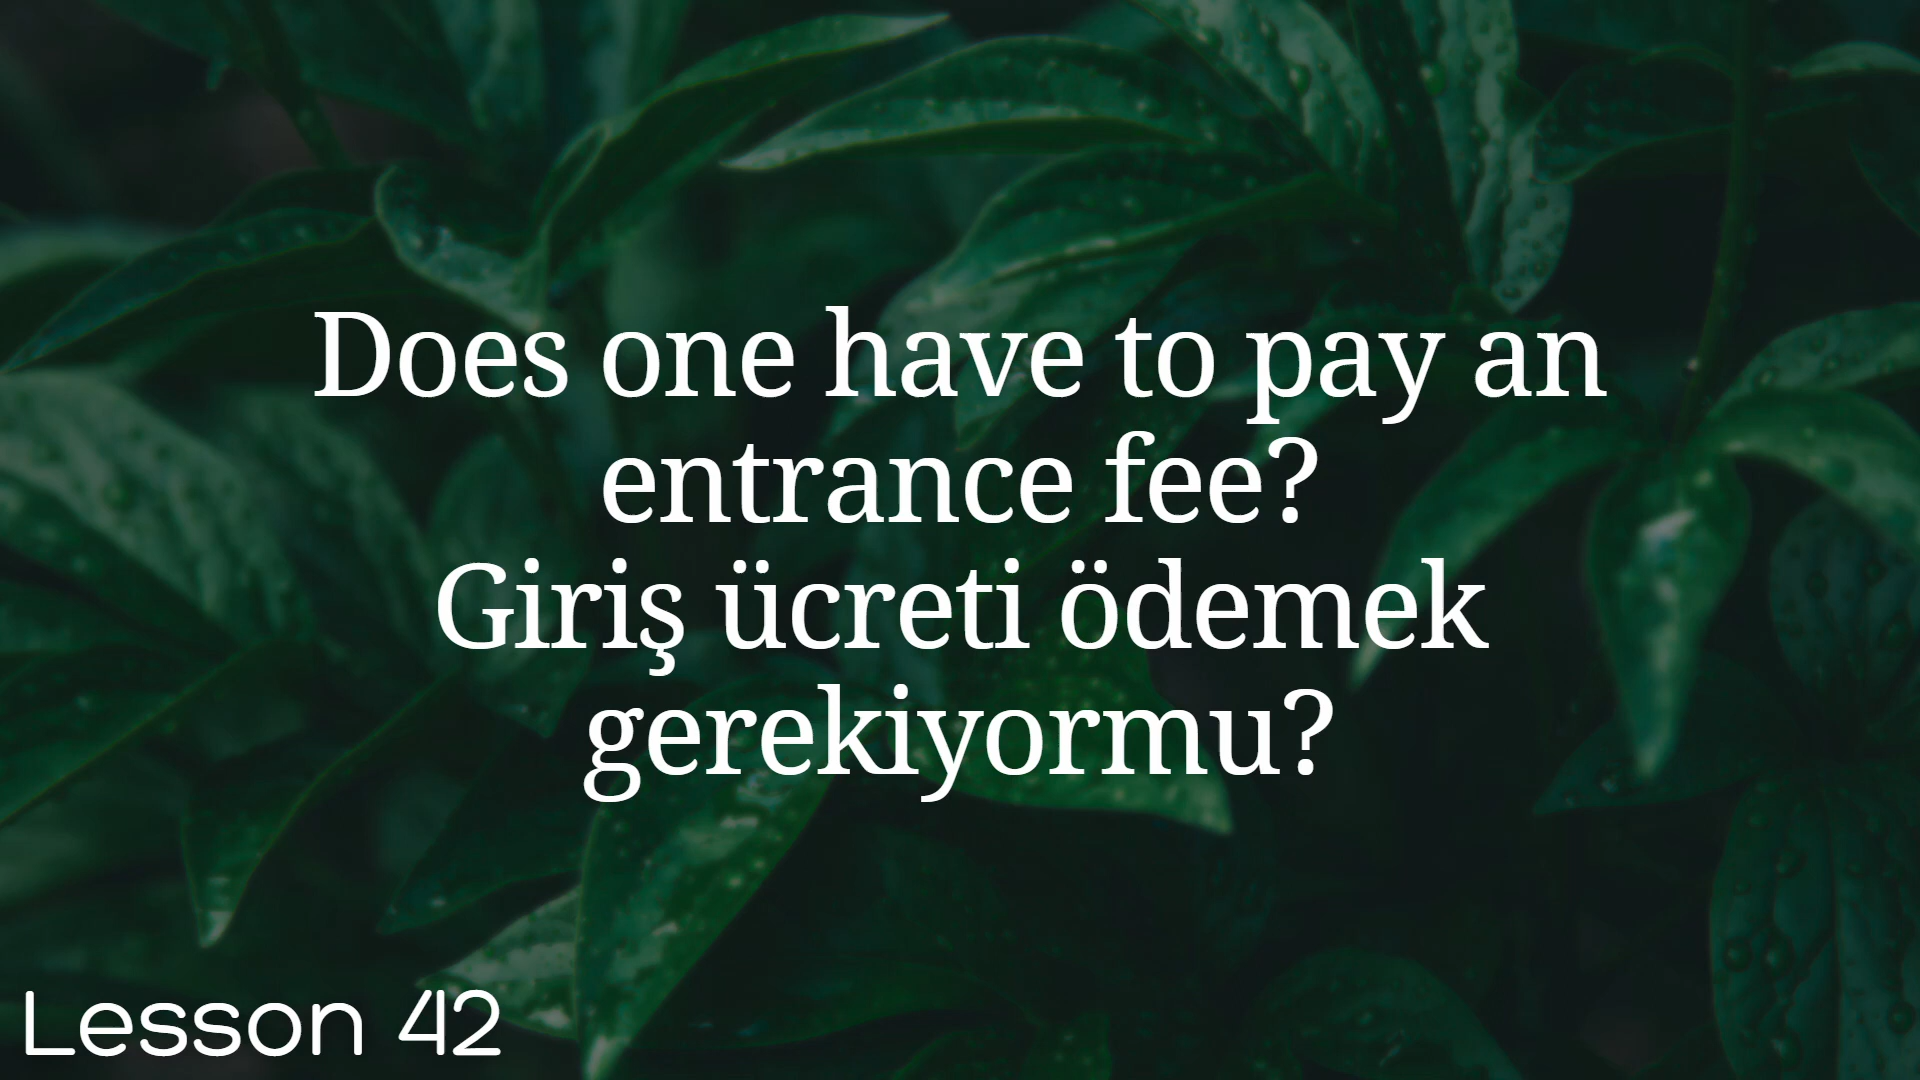 Does one have to pay an
entrance fee?
Giriş ücreti ödemek
gerekiyormu?
Lesson 42